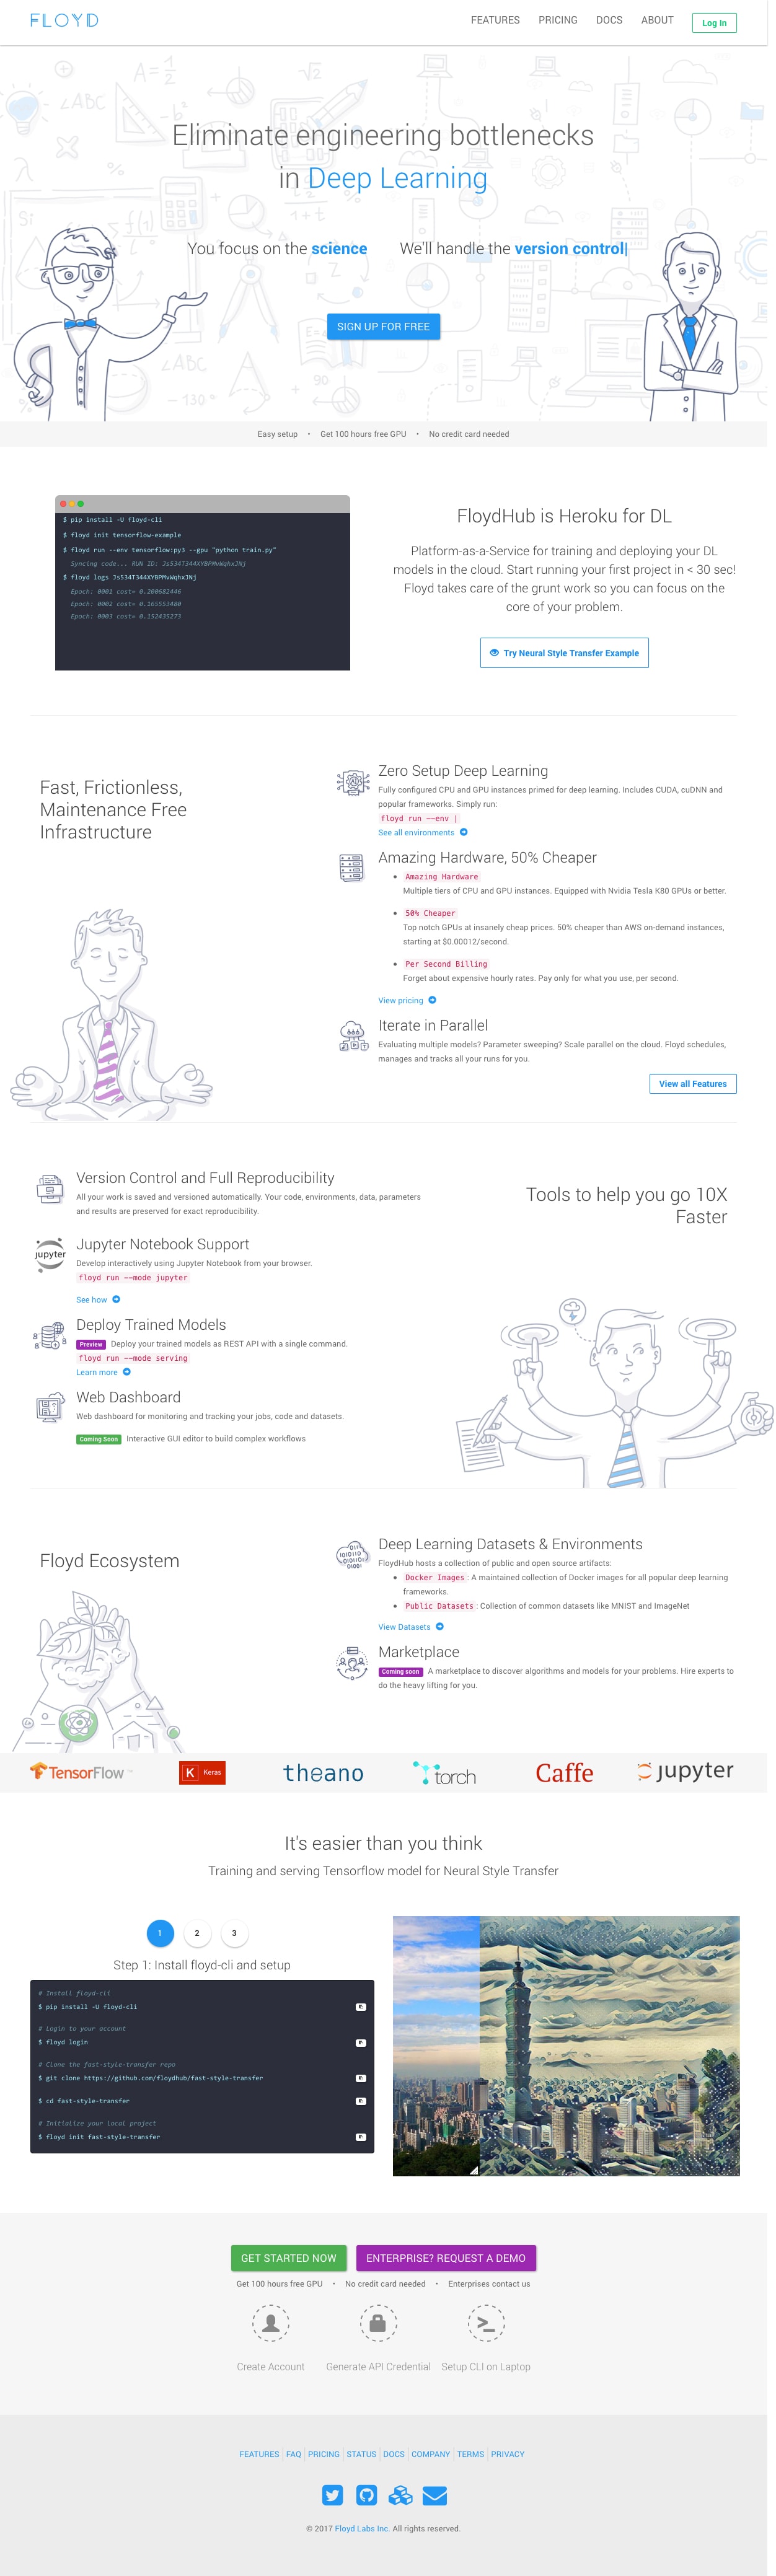 FLOYD
FEATURES PRICING DOCS ABOUT Log In
Eliminate engineering bottlenecks
in Deep Learning
You focus on the science We'll handle the version control|
SIGN UP FOR FREE
Easy setup • Get 100 hours free GPU • No credit card needed
$ pip install -U floyd-cli
$ floyd init tensorflow-example
$ floyd run --env tensorflow:py3 --gpu "python train.py"
Syncing code... RUN ID: Js534T344XYBPMvWqhxJNj
$ floyd logs Js534T344XYBPMvWqhxJNj
Epoch: 0001 cost= 0.200682446
Epoch: 0002 cost= 0.165553480
Epoch: 0003 cost= 0.152435273
FloydHub is Heroku for DL
Platform-as-a-Service for training and deploying your DL
models in the cloud. Start running your first project in < 30 sec!
Floyd takes care of the grunt work so you can focus on the
core of your problem.
Try Neural Style Transfer Example
Fast, Frictionless,
Maintenance Free
Infrastructure
Zero Setup Deep Learning
Fully configured CPU and GPU instances primed for deep learning. Includes CUDA, cuDNN and
popular frameworks. Simply run:
floyd run --env |
See all environments
Amazing Hardware, 50% Cheaper
• Amazing Hardware
Multiple tiers of CPU and GPU instances. Equipped with Nvidia Tesla K80 GPUs or better.
• 50% Cheaper
Top notch GPUs at insanely cheap prices. 50% cheaper than AWS on-demand instances,
starting at $0.00012/second.
• Per Second Billing
Forget about expensive hourly rates. Pay only for what you use, per second.
View pricing
Iterate in Parallel
Evaluating multiple models? Parameter sweeping? Scale parallel on the cloud. Floyd schedules,
manages and tracks all your runs for you.
View all Features
Version Control and Full Reproducibility
All your work is saved and versioned automatically. Your code, environments, data, parameters
and results are preserved for exact reproducibility.
Tools to help you go 10X
Faster
jupyter
Jupyter Notebook Support
Develop interactively using Jupyter Notebook from your browser.
floyd run --mode jupyter
See how
Deploy Trained Models
Preview Deploy your trained models as REST API with a single command.
floyd run --mode serving
Learn more
Web Dashboard
Web dashboard for monitoring and tracking your jobs, code and datasets.
Coming Soon Interactive GUI editor to build complex workflows
Floyd Ecosystem
Deep Learning Datasets & Environments
FloydHub hosts a collection of public and open source artifacts:
• Docker Images : A maintained collection of Docker images for all popular deep learning
frameworks.
• Public Datasets : Collection of common datasets like MNIST and ImageNet
View Datasets
Marketplace
Coming soon A marketplace to discover algorithms and models for your problems. Hire experts to
do the heavy lifting for you.
TensorFlow™ K Keras theano torch Caffe jupyter
It's easier than you think
Training and serving Tensorflow model for Neural Style Transfer
1 2 3
Step 1: Install floyd-cli and setup
# Install floyd-cli
$ pip install -U floyd-cli
# Login to your account
$ floyd login
# Clone the fast-style-transfer repo
$ git clone https://github.com/floydhub/fast-style-transfer
$ cd fast-style-transfer
# Initialize your local project
$ floyd init fast-style-transfer
GET STARTED NOW ENTERPRISE? REQUEST A DEMO
Get 100 hours free GPU • No credit card needed • Enterprises contact us
Create Account Generate API Credential Setup CLI on Laptop
FEATURES FAQ PRICING STATUS DOCS COMPANY TERMS PRIVACY
© 2017 Floyd Labs Inc. All rights reserved.